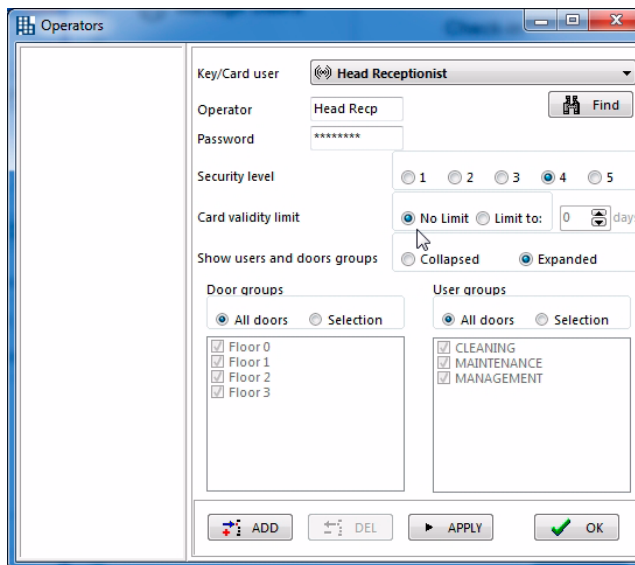 Operators
Key/Card user Head Receptionist
Operator Head Recp Find
Password ********
Security level 1 2 3 4 5
Card validity limit No Limit Limit to: 0 days
Show users and doors groups Collapsed Expanded
Door groups User groups
All doors Selection All doors Selection
Floor 0 CLEANING
Floor 1 MAINTENANCE
Floor 2 MANAGEMENT
Floor 3
ADD DEL APPLY OK